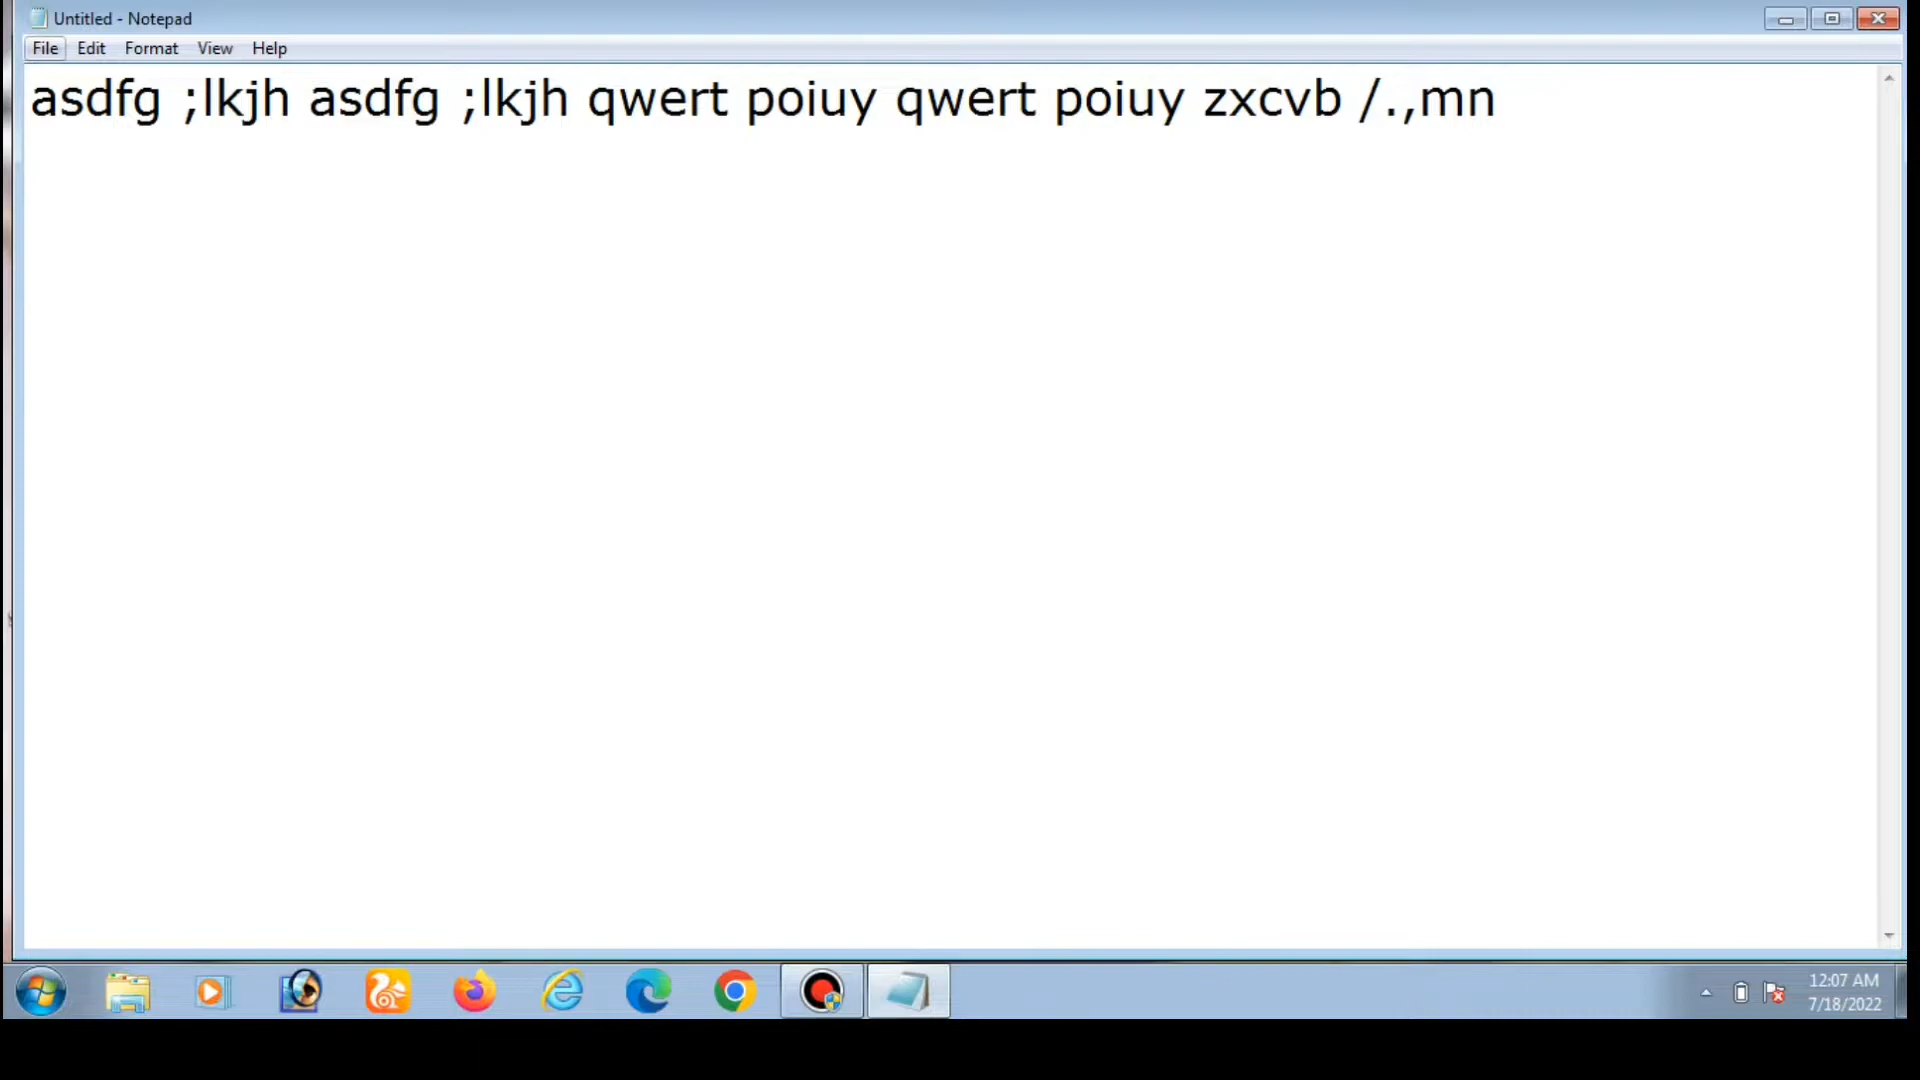 Untitled - Notepad
File Edit Format View Help
asdfg ;lkjh asdfg ;lkjh qwert poiuy qwert poiuy zxcvb /.,mn
12:07 AM
7/18/2022